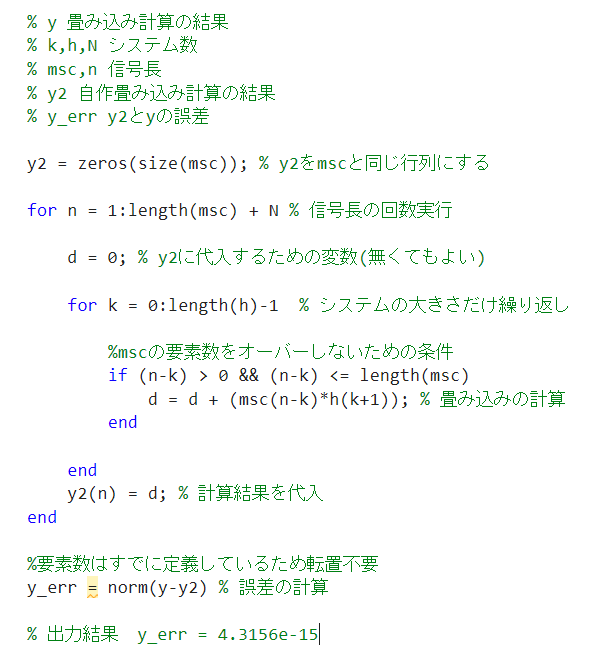 % y 畳み込み計算の結果
% k,h,N システム数
% msc,n 信号長
% y2 自作畳み込み計算の結果
% y_err y2とyの誤差
y2 = zeros(size(msc)); % y2をmscと同じ行列にする
for n = 1:length(msc) + N % 信号長の回数実行
d = 0; % y2に代入するための変数(無くてもよい)
for k = 0:length(h)-1 % システムの大きさだけ繰り返し
%mscの要素数をオーバーしないための条件
if (n-k) > 0 && (n-k) <= length(msc)
d = d + (msc(n-k)*h(k+1)); % 畳み込みの計算
end
end
y2(n) = d; % 計算結果を代入
end
%要素数はすでに定義しているため転置不要
y_err = norm(y-y2) % 誤差の計算
% 出力結果 y_err = 4.3156e-15